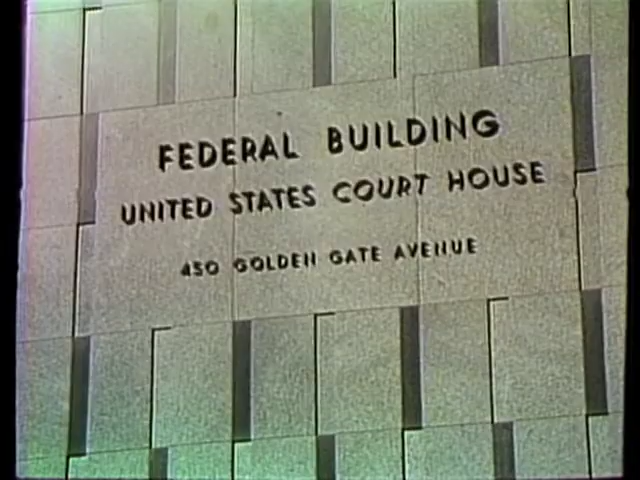 FEDERAL BUILDING
UNITED STATES COURT HOUSE
450 GOLDEN GATE AVENUE